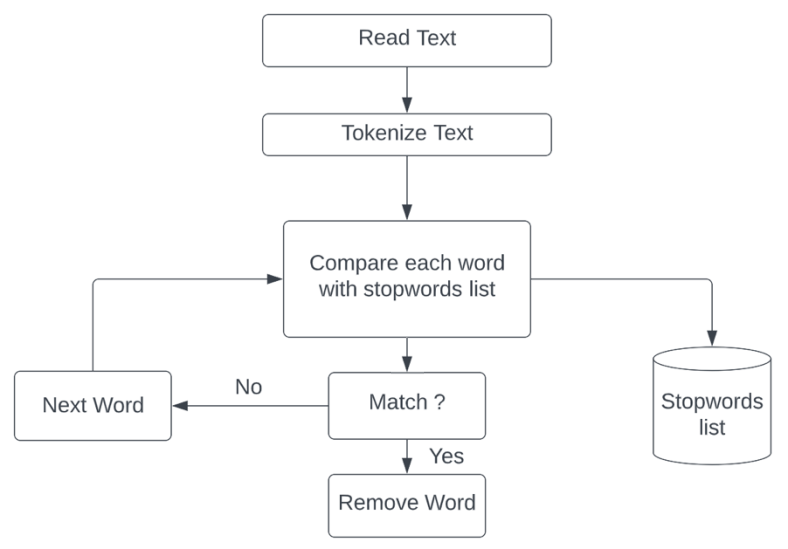 Read Text
Tokenize Text
Compare each word
with stopwords list
Next Word
No
Match ?
Stopwords
list
Yes
Remove Word